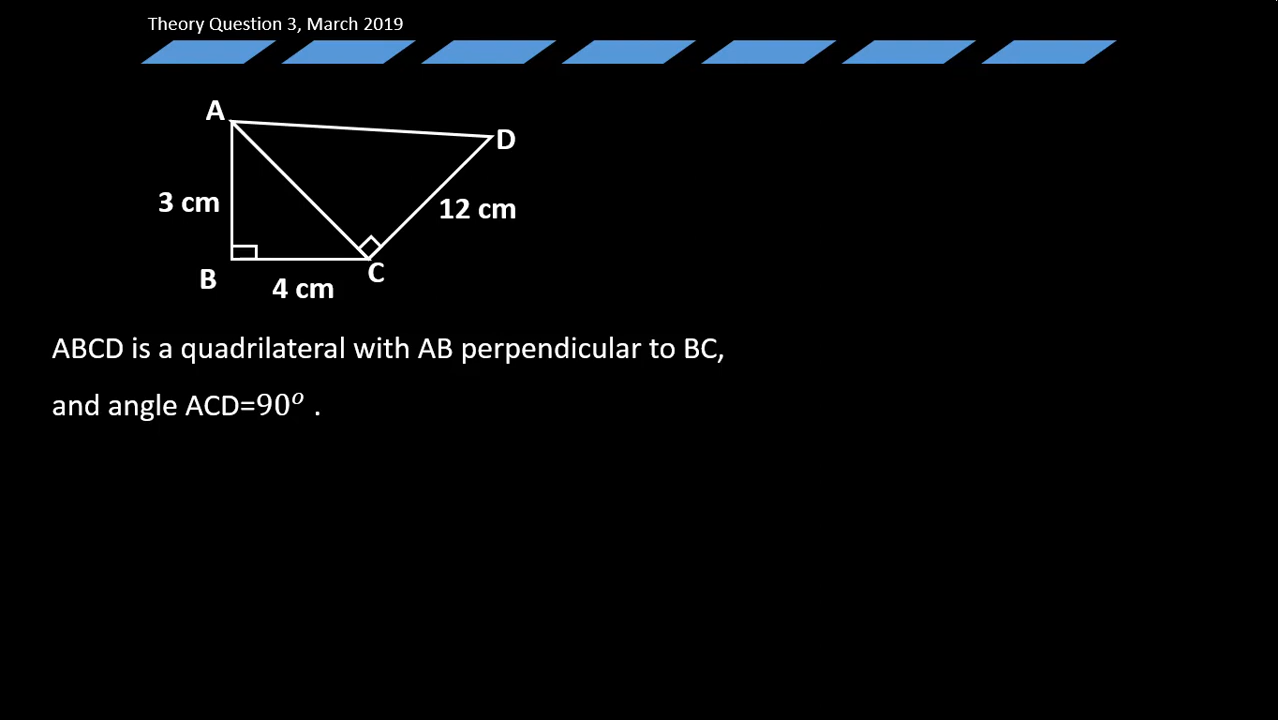 Theory Question 3, March 2019
A
D
3 cm
12 cm
B
C
4 cm
ABCD is a quadrilateral with AB perpendicular to BC,
and angle ACD=90° .